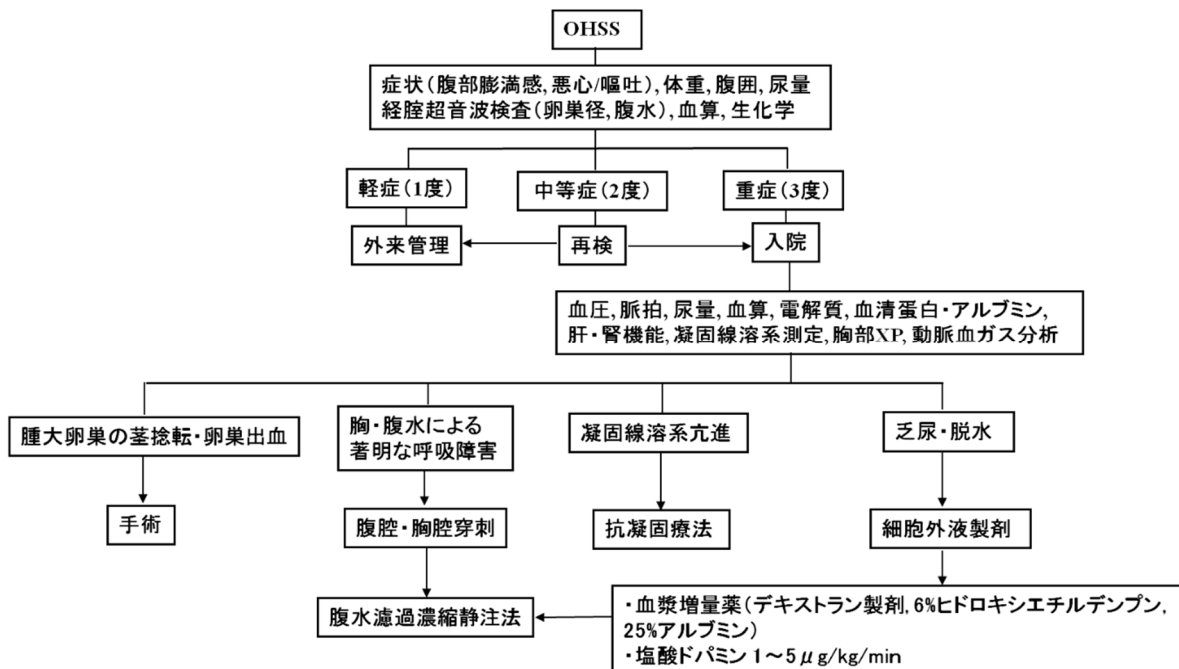 OHSS
症状(腹部膨満感,悪心/嘔吐),体重,腹囲,尿量
経腟超音波検査(卵巣径,腹水),血算,生化学
軽症(1度)
中等症(2度)
重症(3度)
外来管理
再検
入院
血圧,脈拍,尿量,血算,電解質,血清蛋白・アルブミン,
肝・腎機能,凝固線溶系測定,胸部XP,動脈血ガス分析
腫大卵巣の茎捻転・卵巣出血
胸・腹水による
著明な呼吸障害
凝固線溶系亢進
乏尿・脱水
手術
腹腔・胸腔穿刺
抗凝固療法
細胞外液製剤
腹水濾過濃縮静注法
・血漿増量薬(デキストラン製剤,6%ヒドロキシエチルデンプン,
25%アルブミン)
・塩酸ドパミン 1～5μg/kg/min